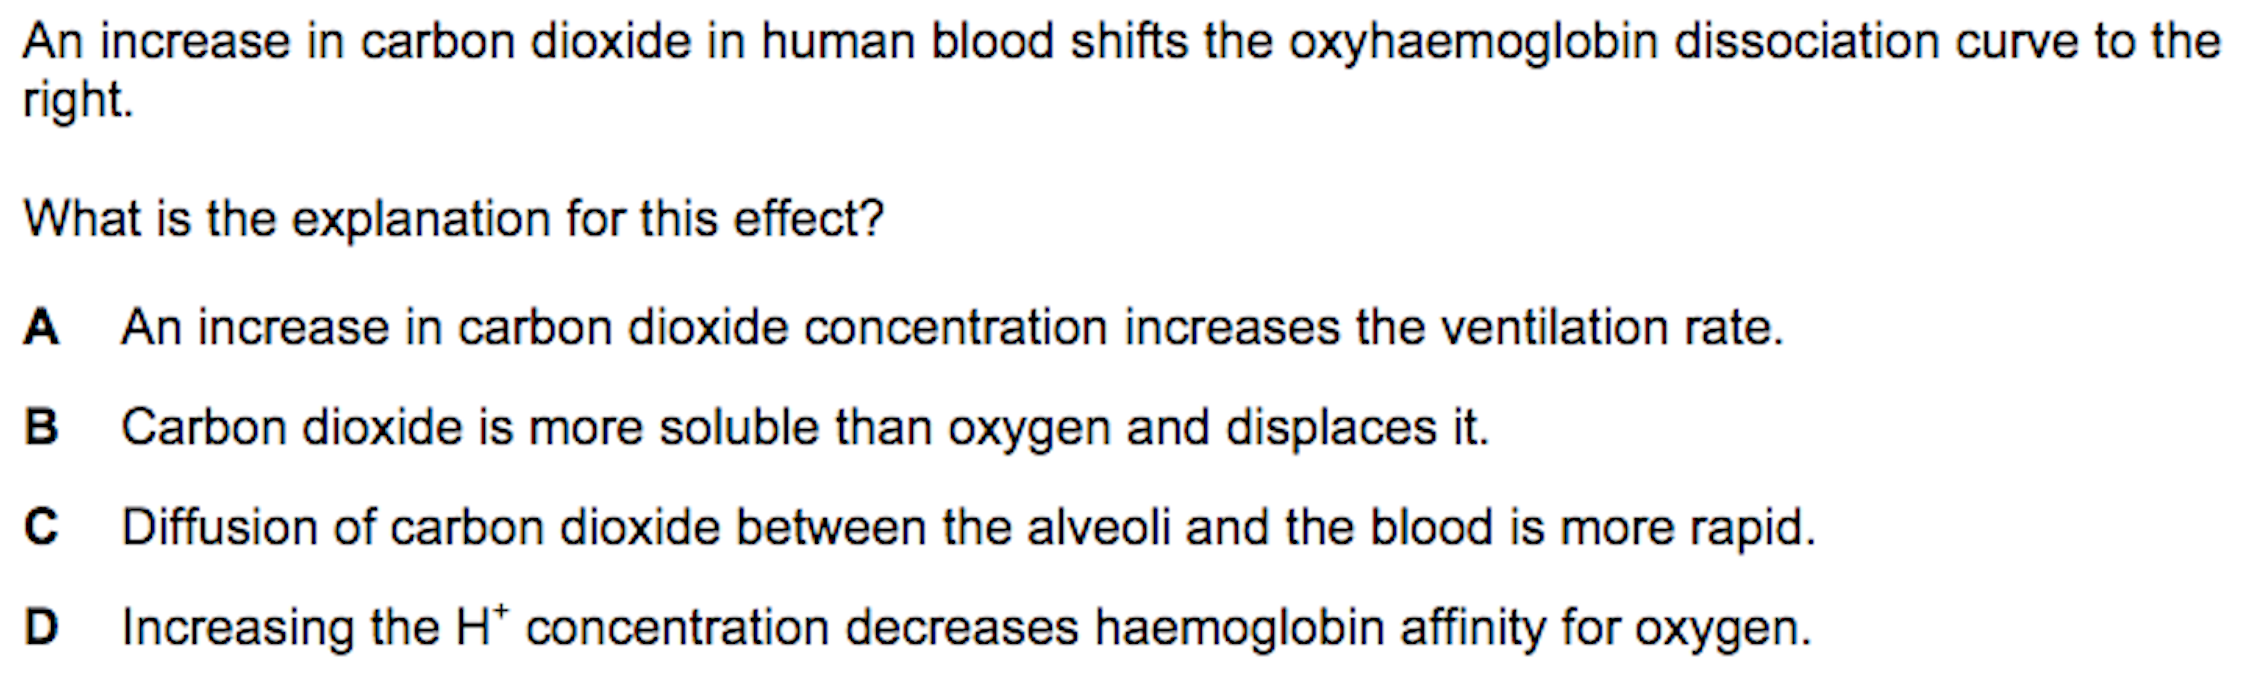 An increase in carbon dioxide in human blood shifts the oxyhaemoglobin dissociation curve to the
right.
What is the explanation for this effect?
A An increase in carbon dioxide concentration increases the ventilation rate.
B Carbon dioxide is more soluble than oxygen and displaces it.
C Diffusion of carbon dioxide between the alveoli and the blood is more rapid.
D Increasing the H⁺ concentration decreases haemoglobin affinity for oxygen.